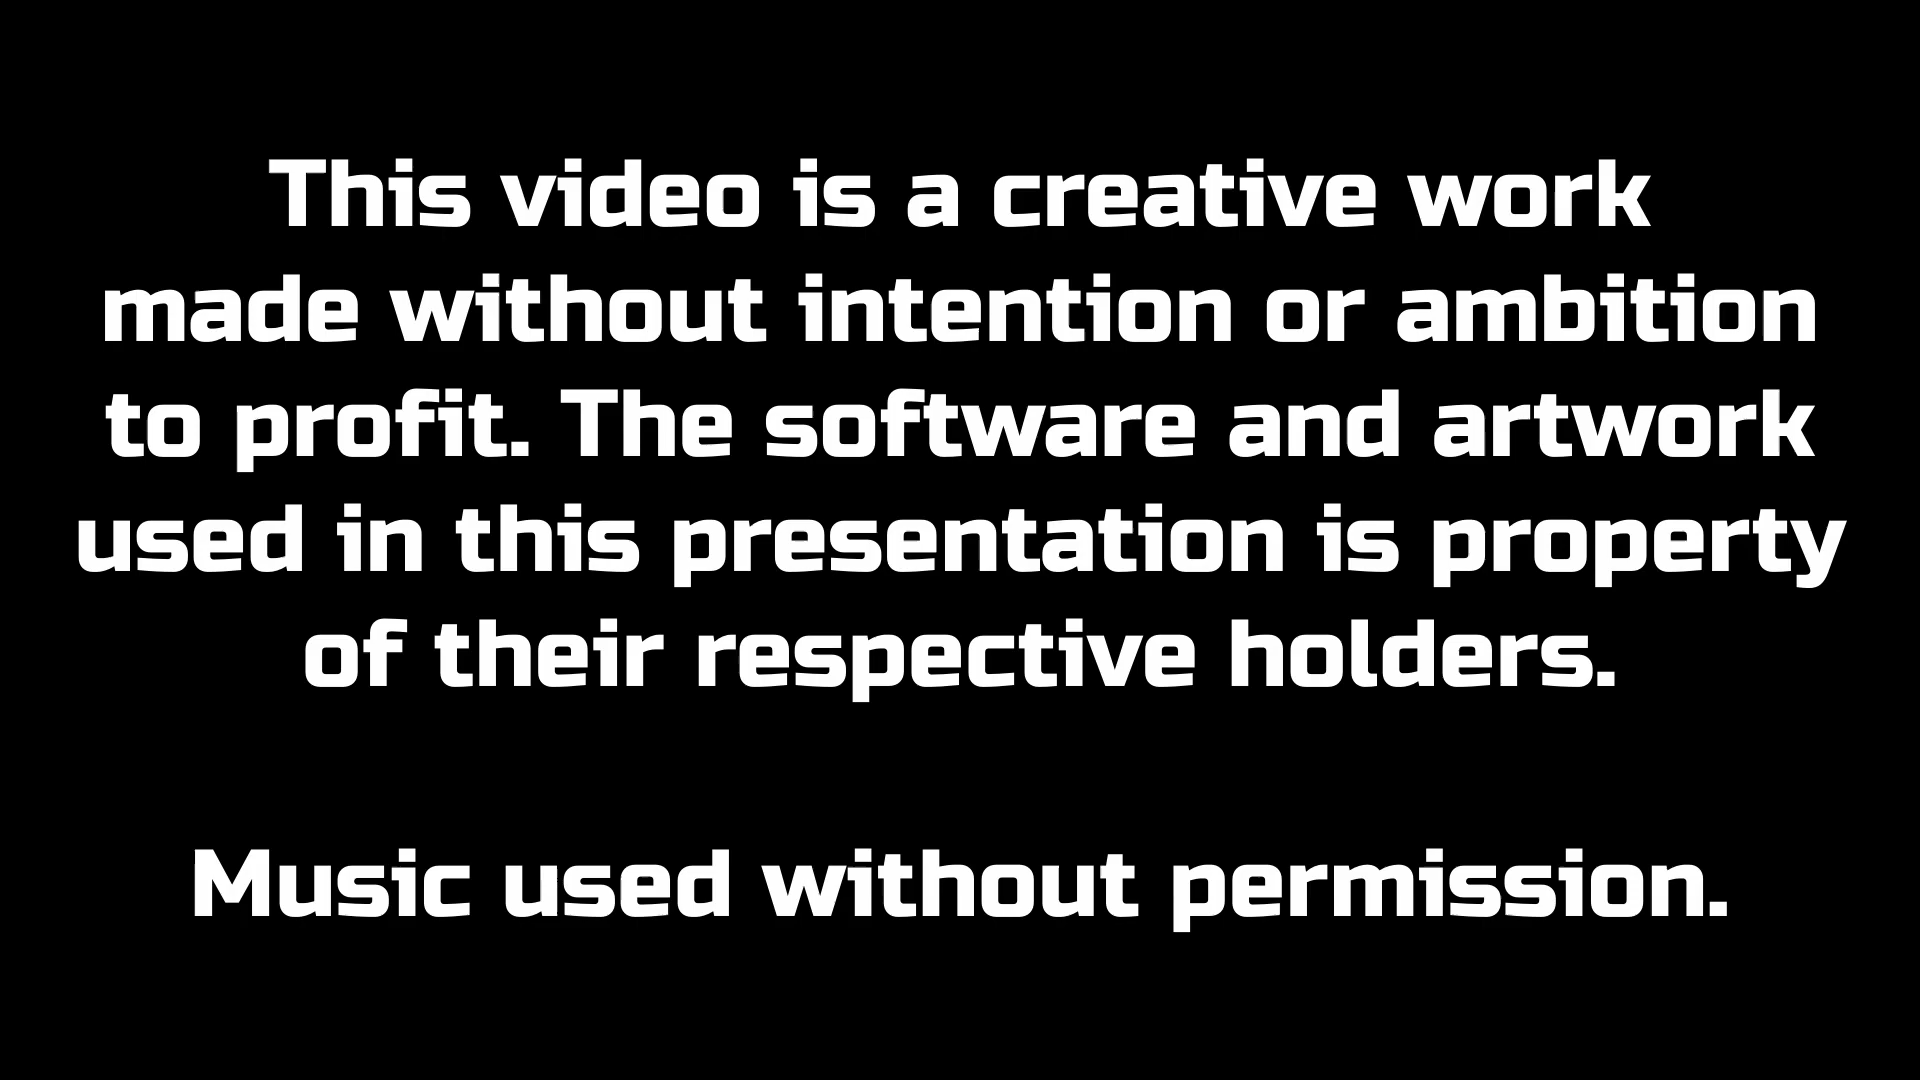 This video is a creative work
made without intention or ambition
to profit. The software and artwork
used in this presentation is property
of their respective holders.
Music used without permission.